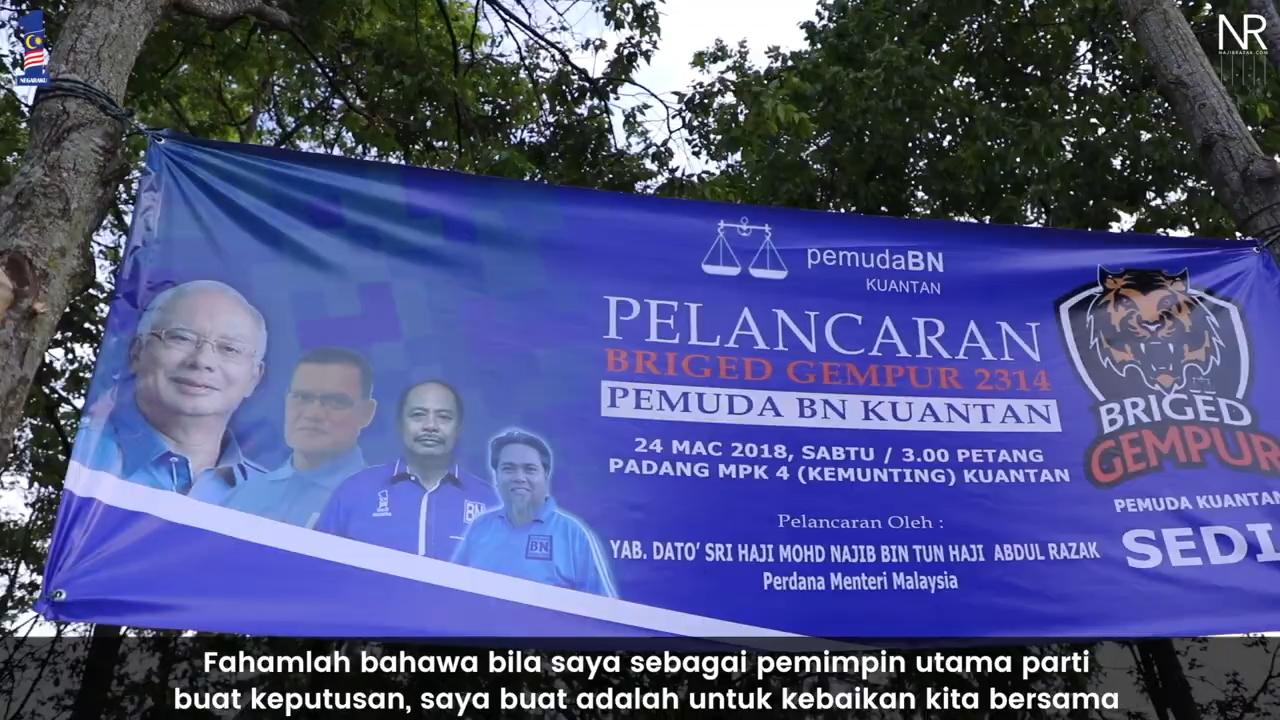 NEGARAKU
NR
NAJIBRAZAK.COM
pemudaBN
KUANTAN
PELANCARAN
BRIGED GEMPUR 2314
PEMUDA BN KUANTAN
24 MAC 2018, SABTU / 3.00 PETANG
PADANG MPK 4 (KEMUNTING) KUANTAN
Pelancaran Oleh :
YAB. DATO' SRI HAJI MOHD NAJIB BIN TUN HAJI ABDUL RAZAK
Perdana Menteri Malaysia
BRIGED
GEMPUR
PEMUDA KUANTAN
SEDI
BN
BN
Fahamlah bahawa bila saya sebagai pemimpin utama parti
buat keputusan, saya buat adalah untuk kebaikan kita bersama